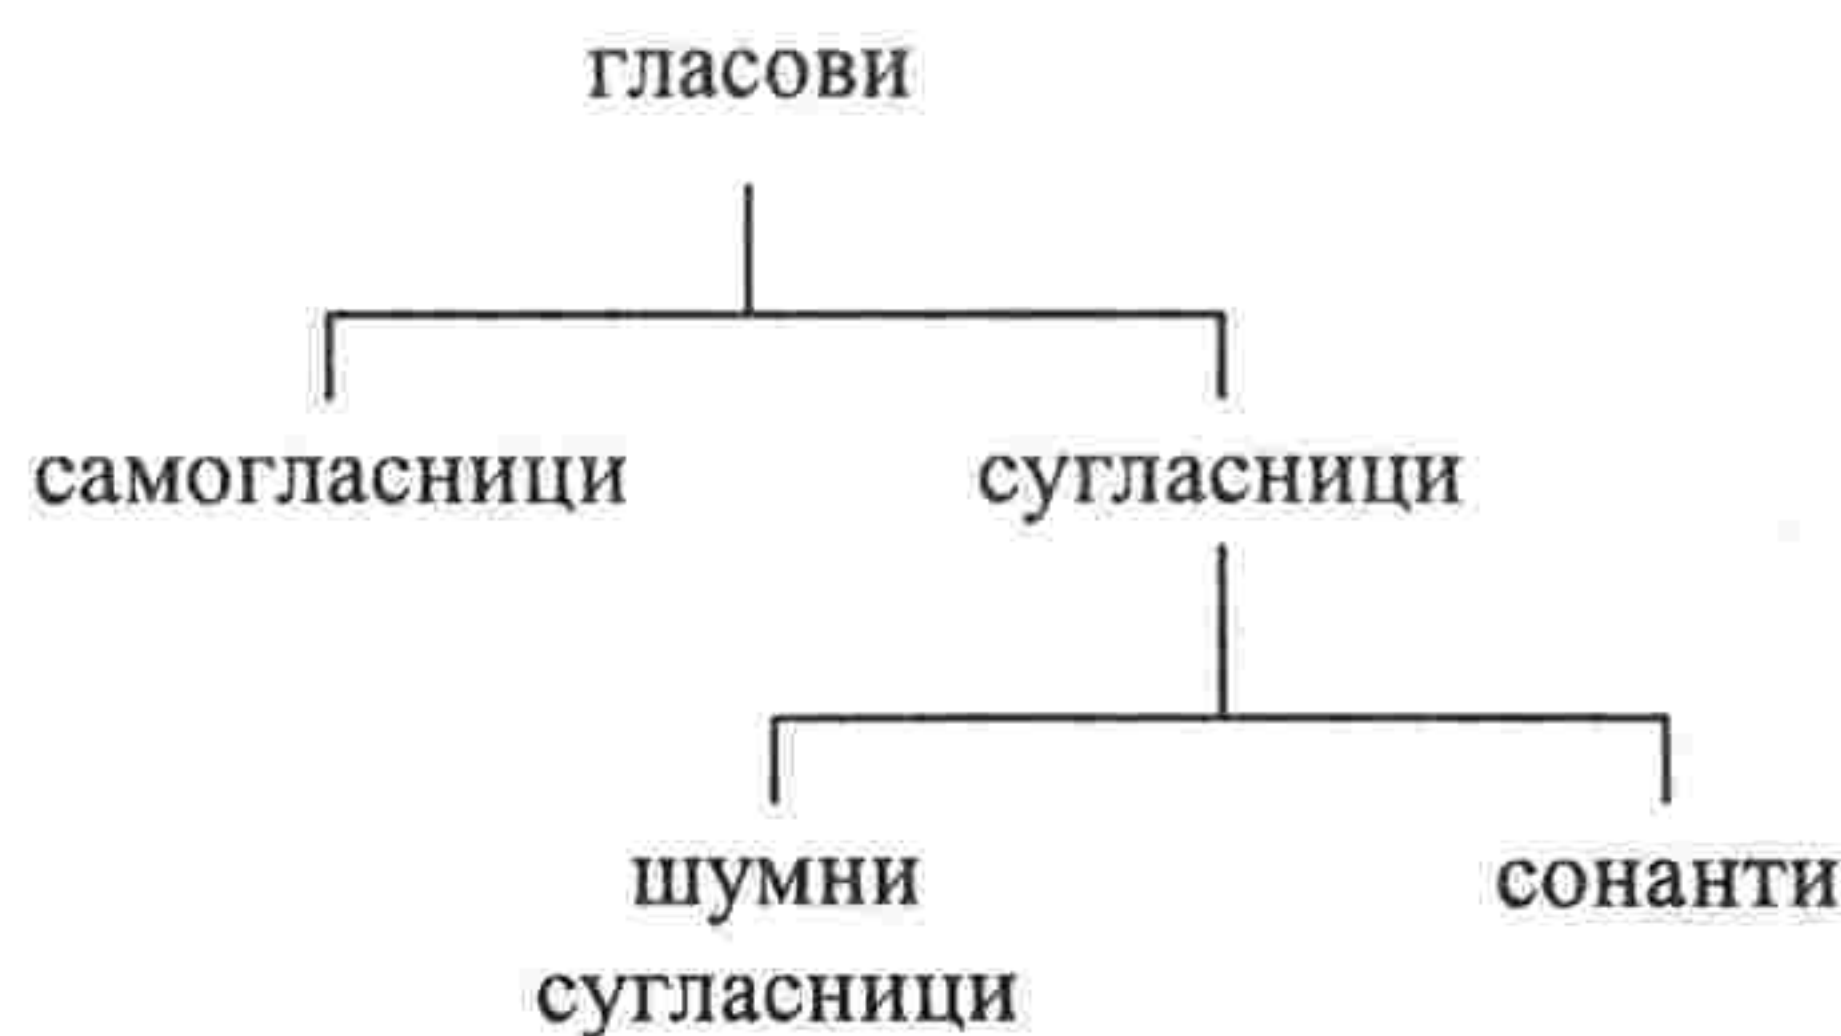 гласови
самогласници сугласници
шумни сонанти
сугласници